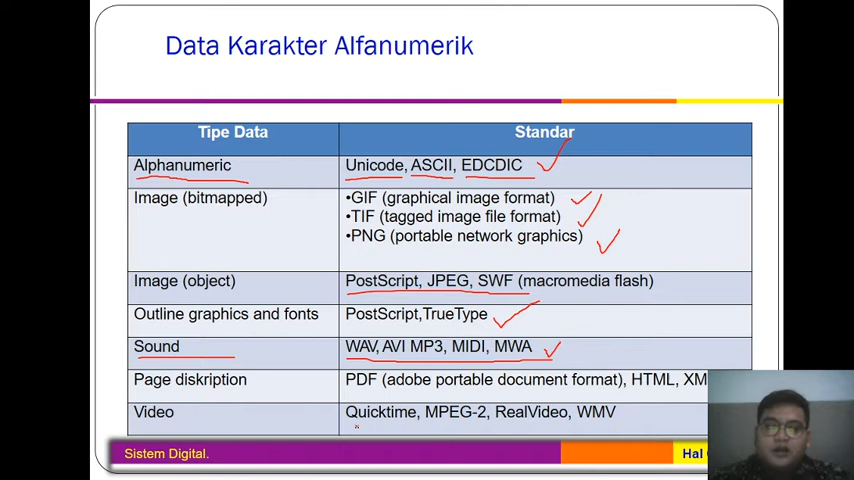 Data Karakter Alfanumerik
Tipe Data Standar
Alphanumeric Unicode, ASCII, EDCDIC
Image (bitmapped) •GIF (graphical image format)
•TIF (tagged image file format)
•PNG (portable network graphics)
Image (object) PostScript, JPEG, SWF (macromedia flash)
Outline graphics and fonts PostScript,TrueType
Sound WAV, AVI MP3, MIDI, MWA
Page diskription PDF (adobe portable document format), HTML, XM
Video Quicktime, MPEG-2, RealVideo, WMV
Sistem Digital. Hal